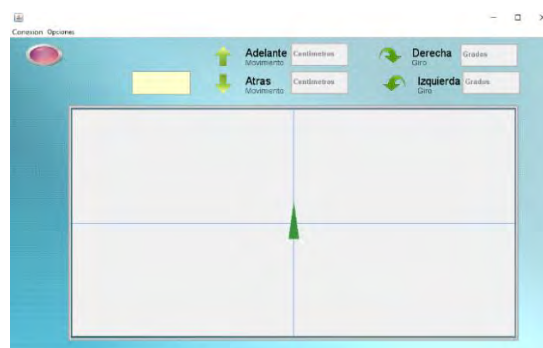 Conexion Opciones
Adelante Centimetros
Movimiento
Atras Centimetros
Movimiento
Derecha Grados
Giro
Izquierda Grados
Giro